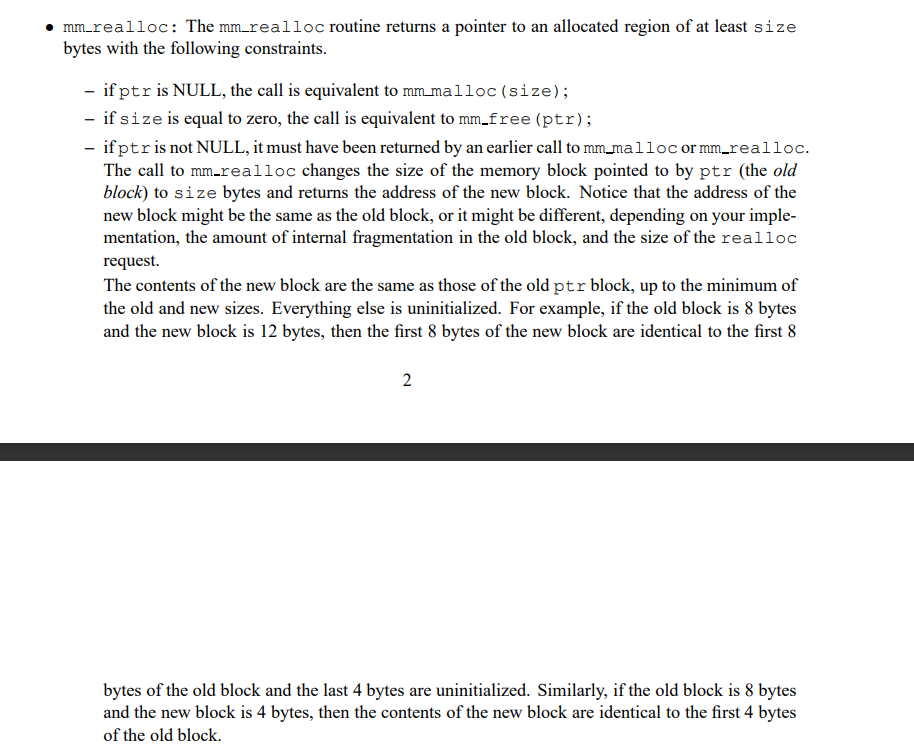 • mm_realloc: The mm_realloc routine returns a pointer to an allocated region of at least size
bytes with the following constraints.
– if ptr is NULL, the call is equivalent to mm_malloc(size);
– if size is equal to zero, the call is equivalent to mm_free(ptr);
– if ptr is not NULL, it must have been returned by an earlier call to mm_malloc or mm_realloc.
The call to mm_realloc changes the size of the memory block pointed to by ptr (the old
block) to size bytes and returns the address of the new block. Notice that the address of the
new block might be the same as the old block, or it might be different, depending on your imple-
mentation, the amount of internal fragmentation in the old block, and the size of the realloc
request.
The contents of the new block are the same as those of the old ptr block, up to the minimum of
the old and new sizes. Everything else is uninitialized. For example, if the old block is 8 bytes
and the new block is 12 bytes, then the first 8 bytes of the new block are identical to the first 8
2
bytes of the old block and the last 4 bytes are uninitialized. Similarly, if the old block is 8 bytes
and the new block is 4 bytes, then the contents of the new block are identical to the first 4 bytes
of the old block.